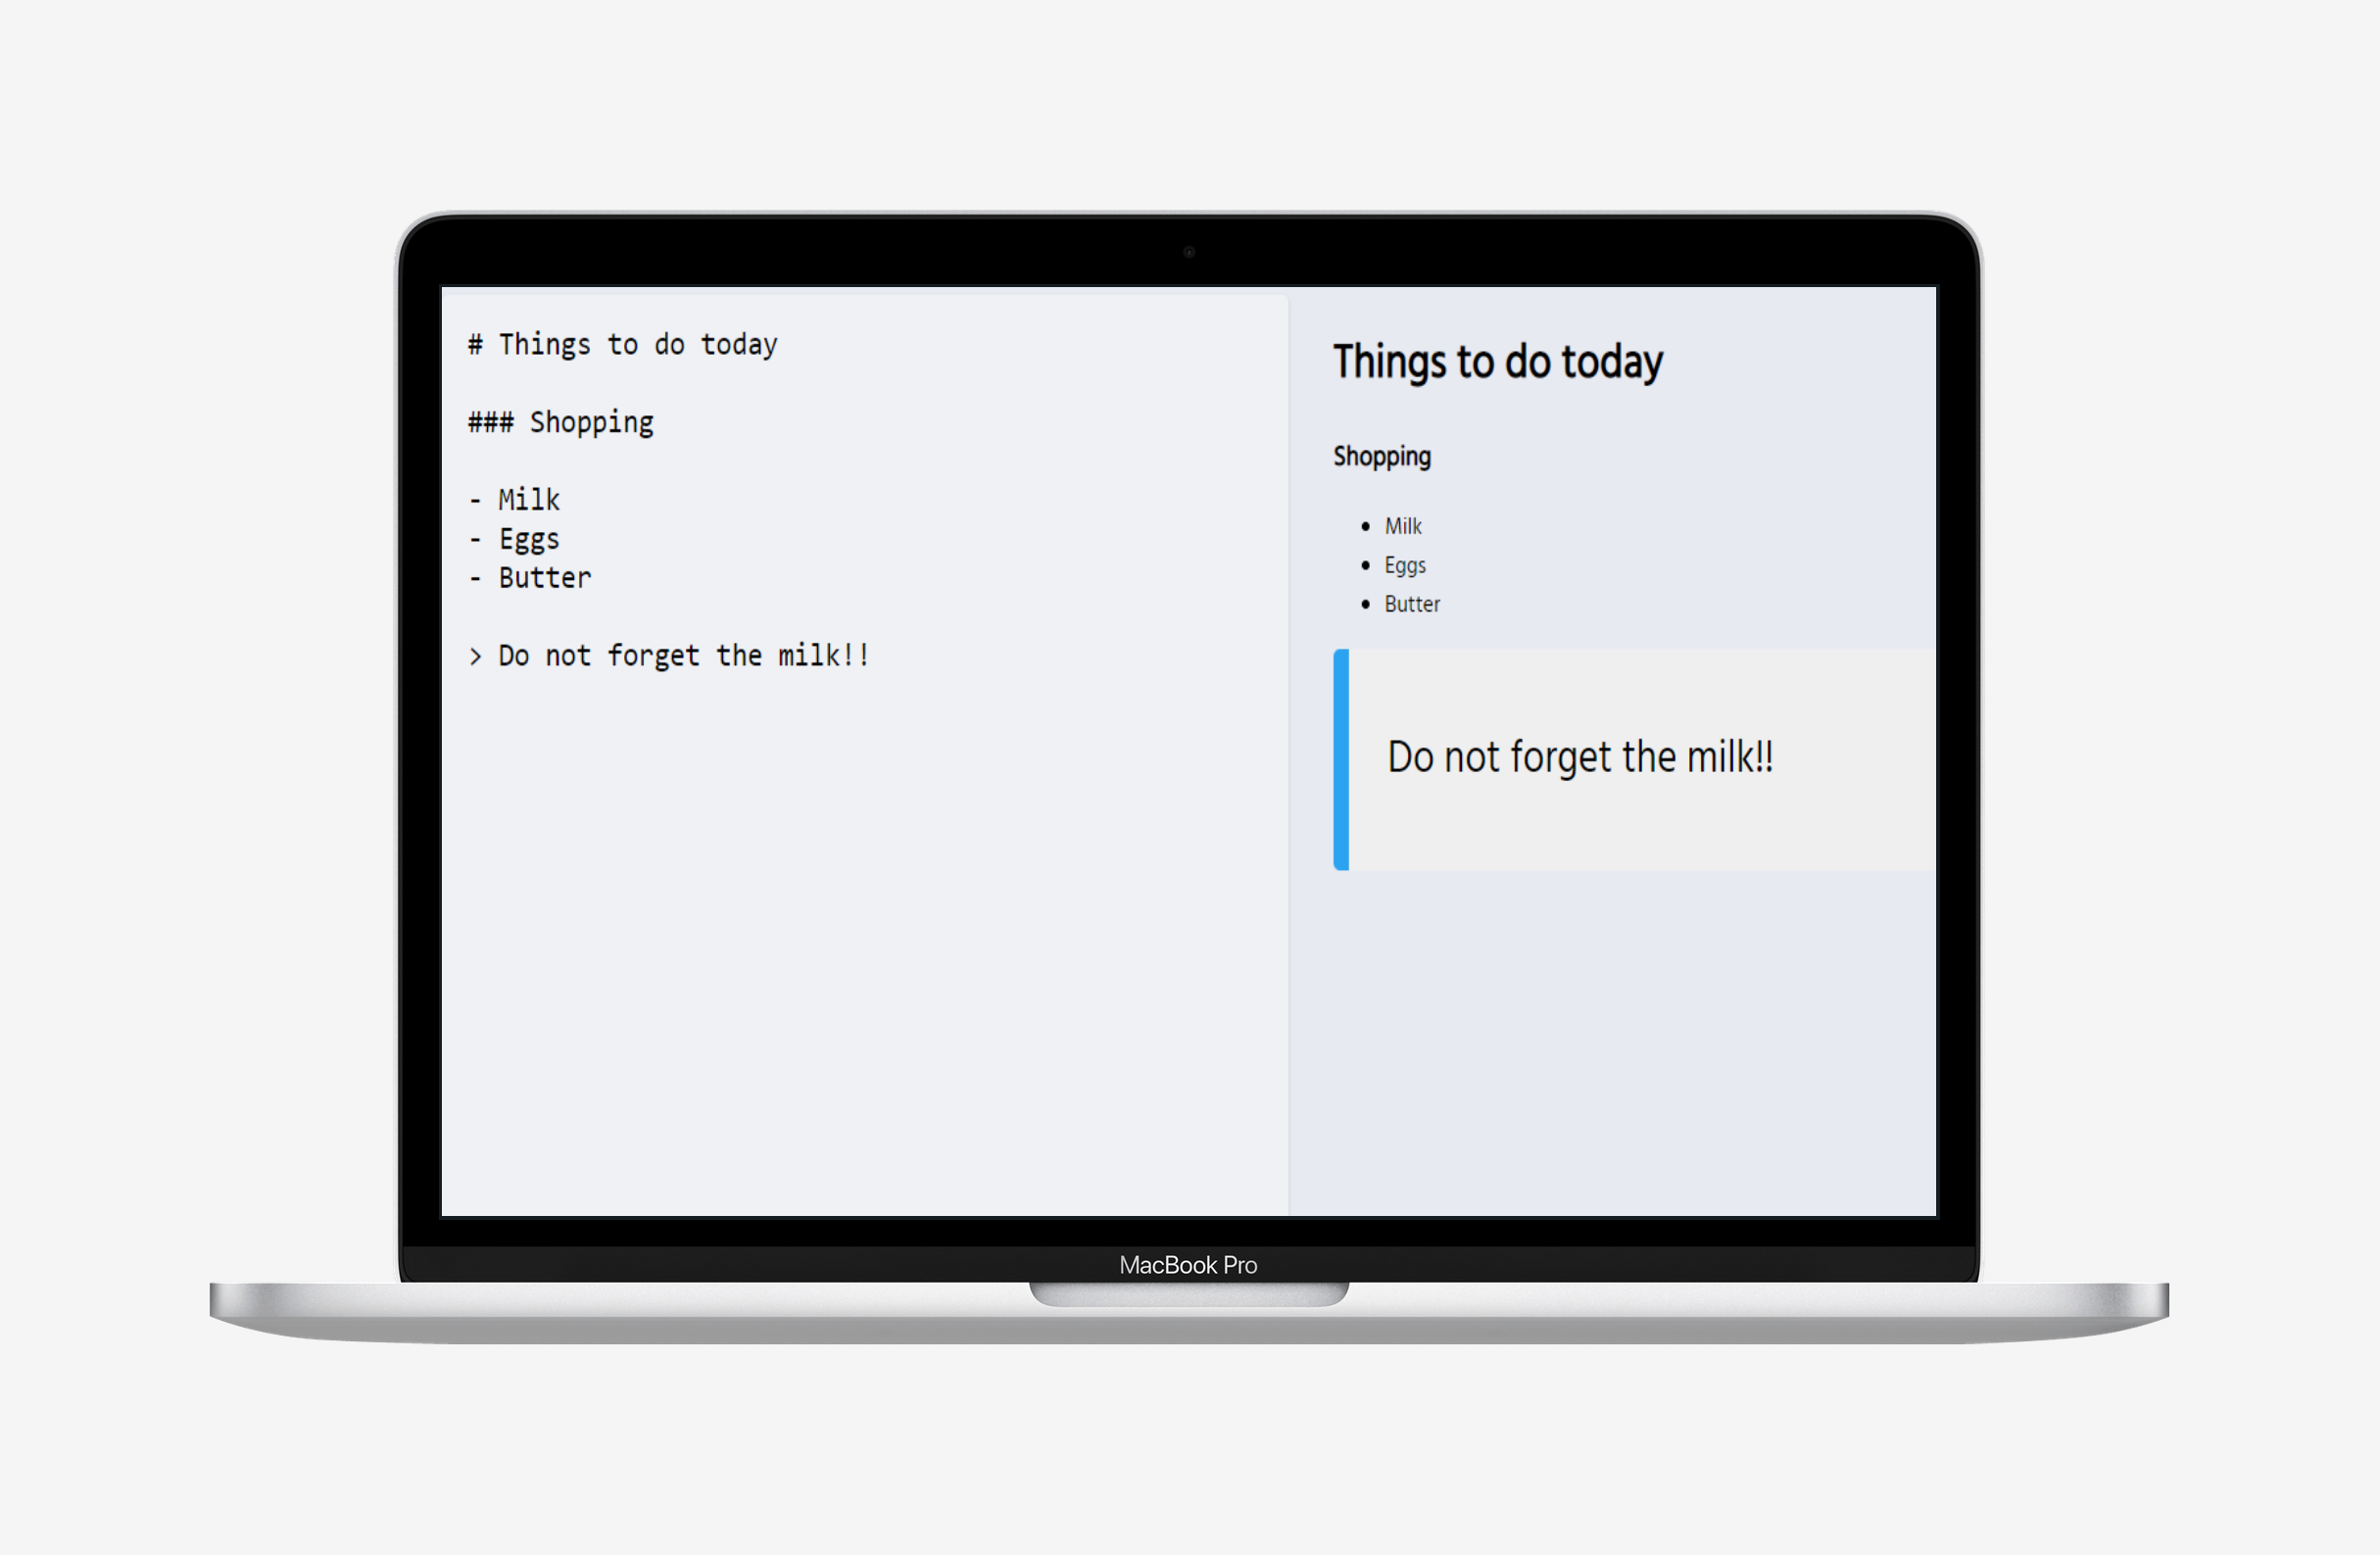 # Things to do today
### Shopping
- Milk
- Eggs
- Butter
> Do not forget the milk!!
Things to do today
Shopping
• Milk
• Eggs
• Butter
Do not forget the milk!!
MacBook Pro